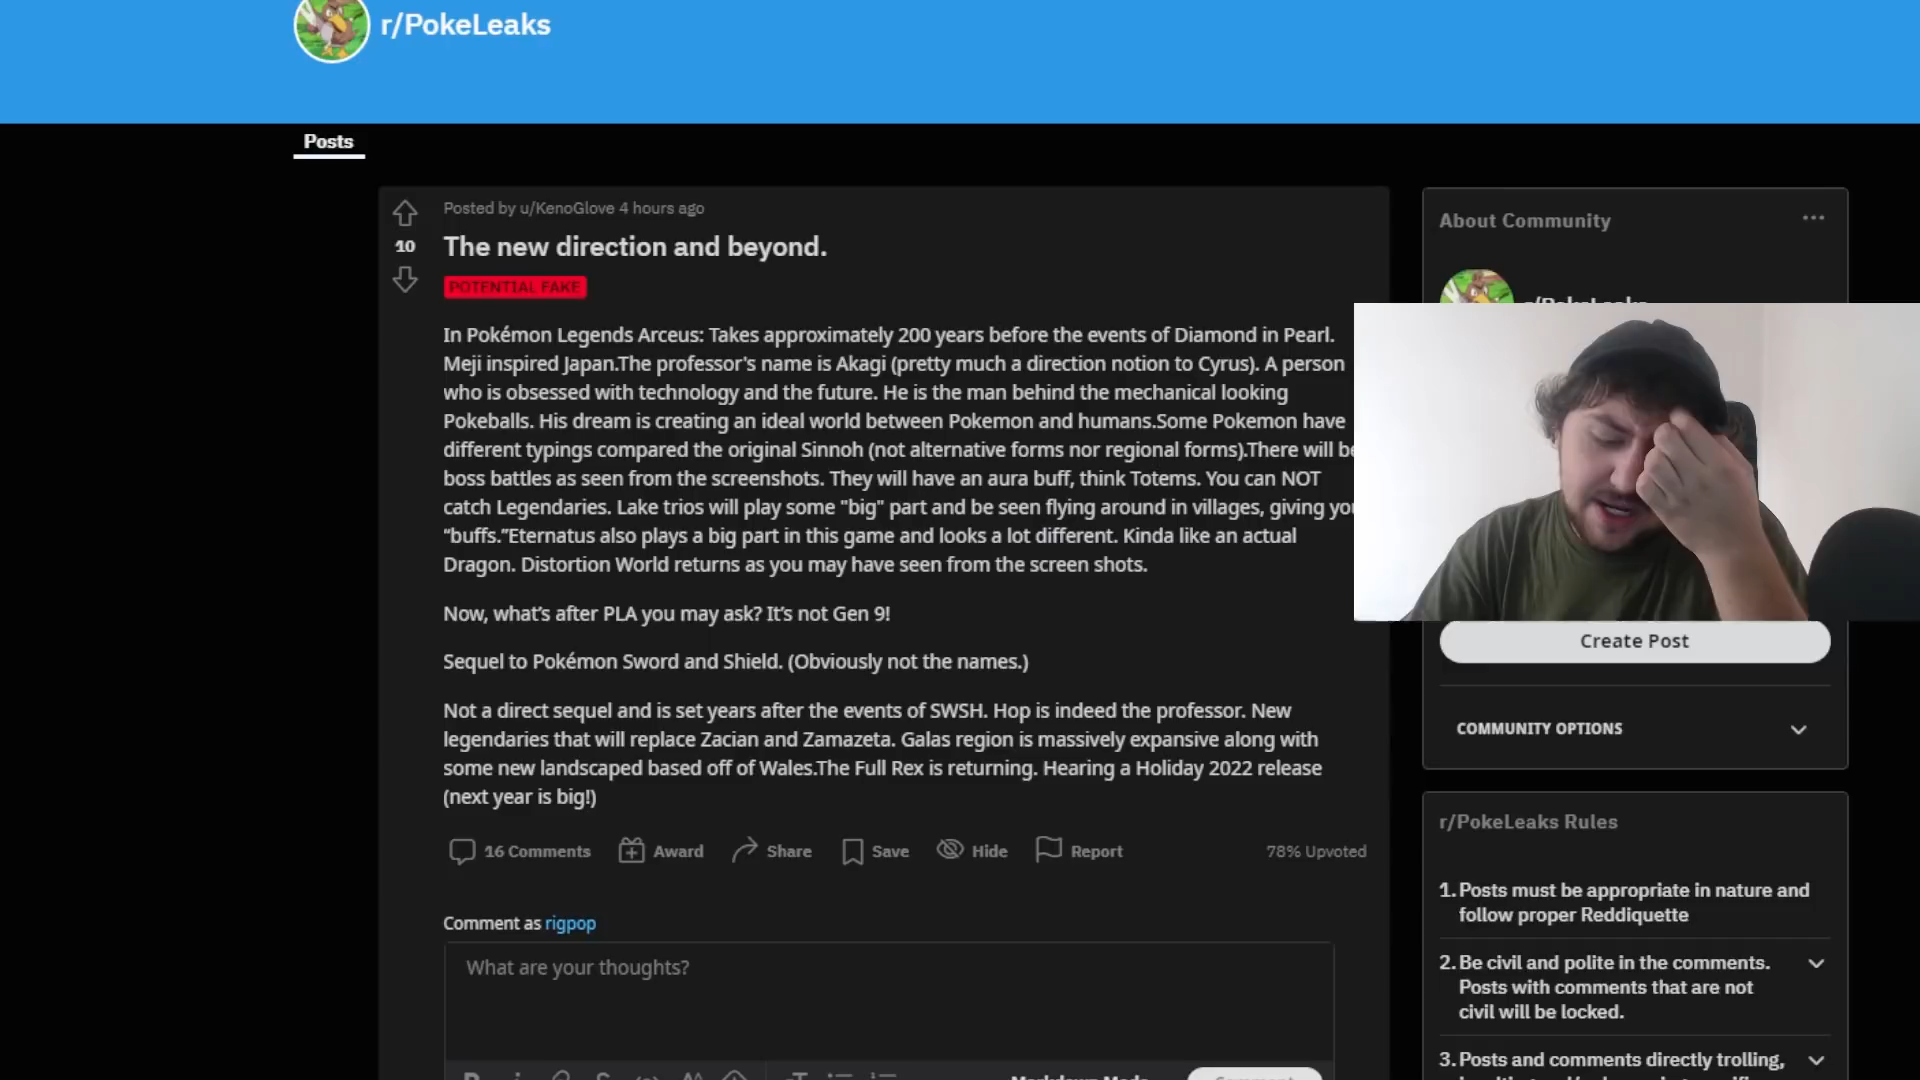 r/PokeLeaks
Posts
Posted by u/KenoGlove 4 hours ago
10
The new direction and beyond.
POTENTIAL FAKE
In Pokémon Legends Arceus: Takes approximately 200 years before the events of Diamond in Pearl.
Meji inspired Japan.The professor's name is Akagi (pretty much a direction notion to Cyrus). A person
who is obsessed with technology and the future. He is the man behind the mechanical looking
Pokeballs. His dream is creating an ideal world between Pokemon and humans.Some Pokemon have
different typings compared the original Sinnoh (not alternative forms nor regional forms).There will be
boss battles as seen from the screenshots. They will have an aura buff, think Totems. You can NOT
catch Legendaries. Lake trios will play some "big" part and be seen flying around in villages, giving you
“buffs.”Eternatus also plays a big part in this game and looks a lot different. Kinda like an actual
Dragon. Distortion World returns as you may have seen from the screen shots.
Now, what's after PLA you may ask? It's not Gen 9!
Sequel to Pokémon Sword and Shield. (Obviously not the names.)
Not a direct sequel and is set years after the events of SWSH. Hop is indeed the professor. New
legendaries that will replace Zacian and Zamazeta. Galas region is massively expansive along with
some new landscaped based off of Wales.The Full Rex is returning. Hearing a Holiday 2022 release
(next year is big!)
16 Comments Award Share Save Hide Report 78% Upvoted
Comment as rigpop
What are your thoughts?
About Community
r/PokeLeaks
Create Post
COMMUNITY OPTIONS
r/PokeLeaks Rules
1. Posts must be appropriate in nature and
follow proper Reddiquette
2. Be civil and polite in the comments.
Posts with comments that are not
civil will be locked.
3. Posts and comments directly trolling,